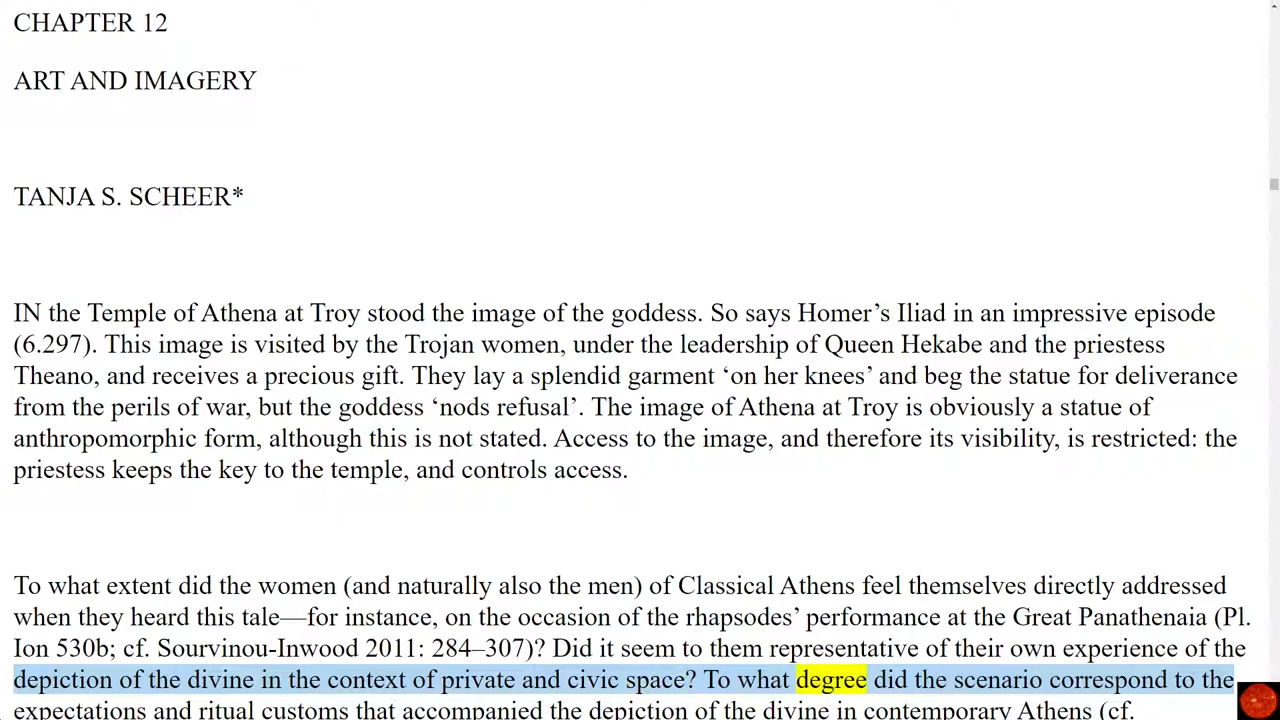 CHAPTER 12
ART AND IMAGERY
TANJA S. SCHEER*
IN the Temple of Athena at Troy stood the image of the goddess. So says Homer’s Iliad in an impressive episode
(6.297). This image is visited by the Trojan women, under the leadership of Queen Hekabe and the priestess
Theano, and receives a precious gift. They lay a splendid garment ‘on her knees’ and beg the statue for deliverance
from the perils of war, but the goddess ‘nods refusal’. The image of Athena at Troy is obviously a statue of
anthropomorphic form, although this is not stated. Access to the image, and therefore its visibility, is restricted: the
priestess keeps the key to the temple, and controls access.
To what extent did the women (and naturally also the men) of Classical Athens feel themselves directly addressed
when they heard this tale—for instance, on the occasion of the rhapsodes’ performance at the Great Panathenaia (Pl.
Ion 530b; cf. Sourvinou-Inwood 2011: 284–307)? Did it seem to them representative of their own experience of the
depiction of the divine in the context of private and civic space? To what degree did the scenario correspond to the
expectations and ritual customs that accompanied the depiction of the divine in contemporary Athens (cf.